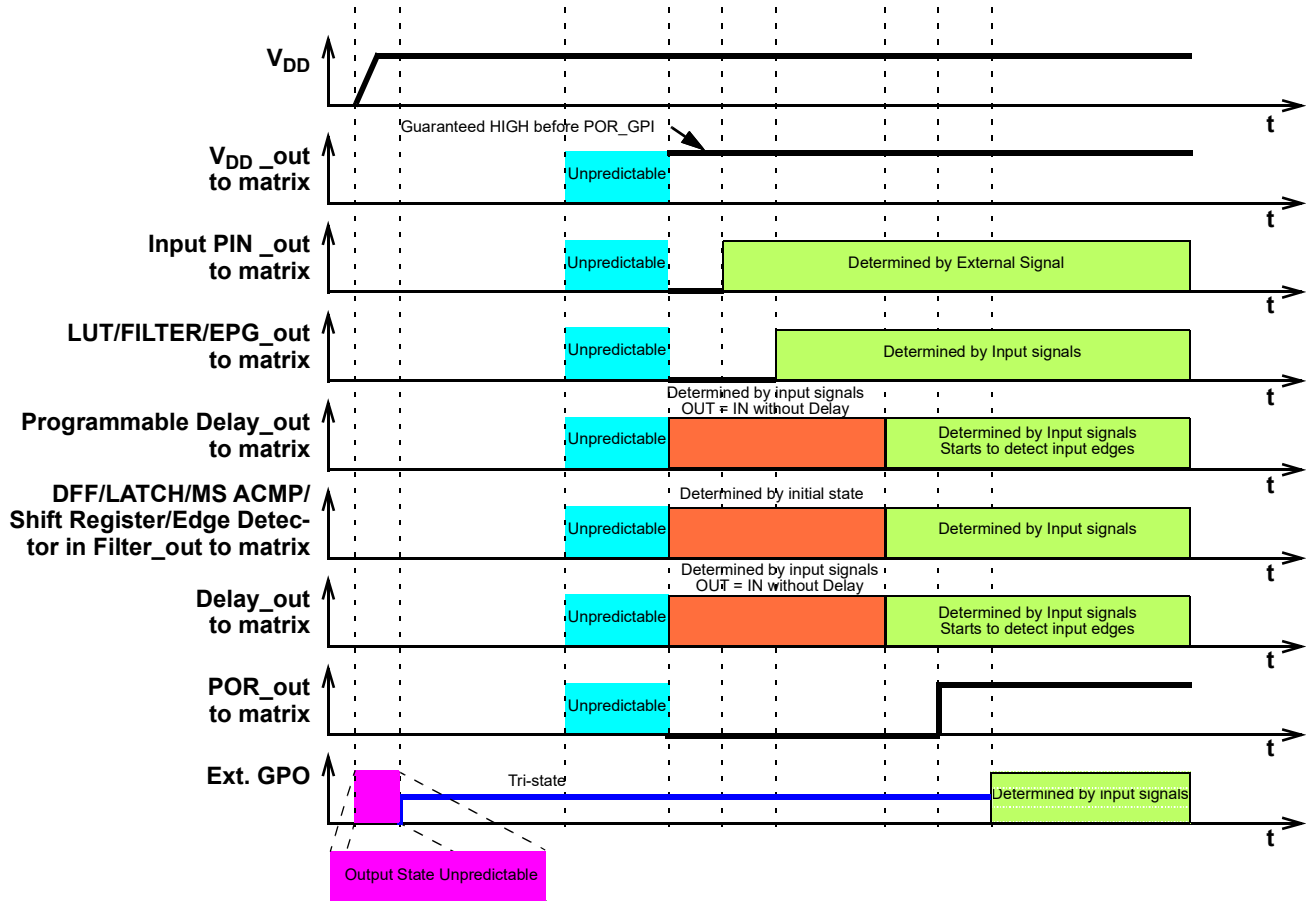 VDD
t
Guaranteed HIGH before POR_GPI
VDD _out
to matrix
Unpredictable
t
Input PIN _out
to matrix
Unpredictable
Determined by External Signal
t
LUT/FILTER/EPG_out
to matrix
Unpredictable
Determined by Input signals
t
Determined by input signals
OUT = IN without Delay
Programmable Delay_out
to matrix
Unpredictable
Determined by Input signals
Starts to detect input edges
t
DFF/LATCH/MS ACMP/
Shift Register/Edge Detec-
tor in Filter_out to matrix
Determined by initial state
Unpredictable
Determined by Input signals
t
Determined by input signals
OUT = IN without Delay
Delay_out
to matrix
Unpredictable
Determined by Input signals
Starts to detect input edges
t
POR_out
to matrix
Unpredictable
t
Ext. GPO
Tri-state
Determined by input signals
t
Output State Unpredictable